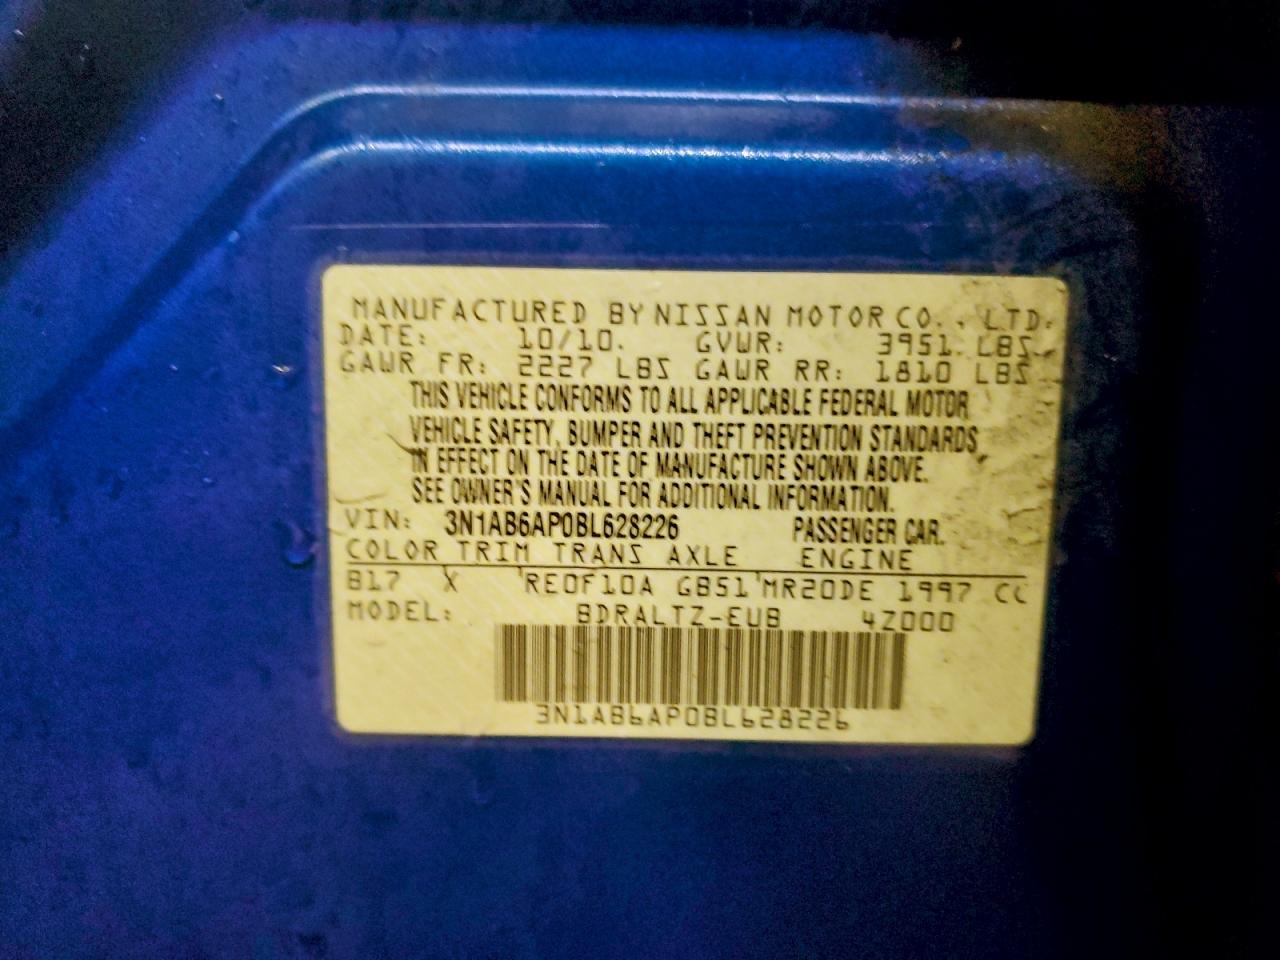 MANUFACTURED BY NISSAN MOTOR CO., LTD.
DATE: 10/10. GVWR: 3951 LBS
GAWR FR: 2227 LBS GAWR RR: 1810 LBS
THIS VEHICLE CONFORMS TO ALL APPLICABLE FEDERAL MOTOR
VEHICLE SAFETY, BUMPER AND THEFT PREVENTION STANDARDS
IN EFFECT ON THE DATE OF MANUFACTURE SHOWN ABOVE.
SEE OWNER'S MANUAL FOR ADDITIONAL INFORMATION.
VIN: 3N1AB6AP0BL628226 PASSENGER CAR.
COLOR TRIM TRANS AXLE ENGINE
B17 X RE0F10A GB51 MR20DE 1997 CC
MODEL: BDRALTZ-EUB 4Z000
3N1AB6AP0BL628226